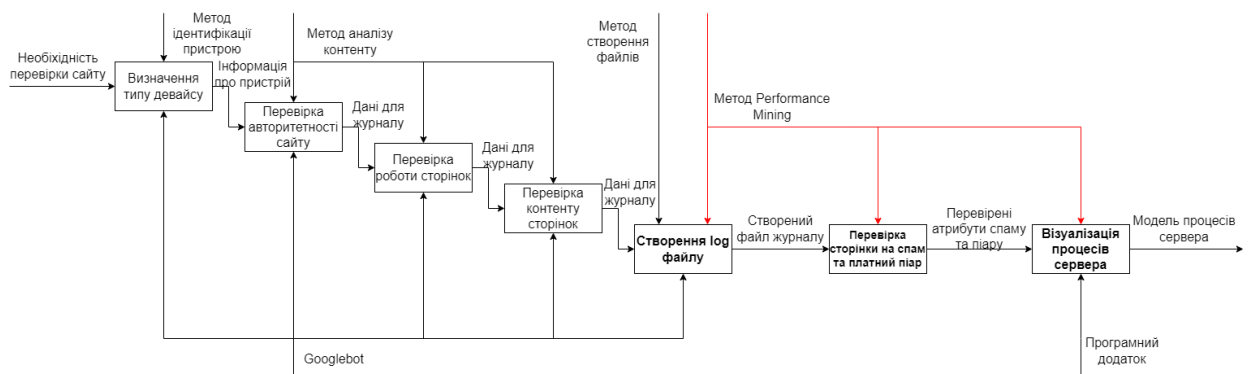 Метод
ідентифікації
пристрою
Метод аналізу
контенту
Метод
створення
файлів
Необіхідність
перевірки сайту
Визначення
типу девайсу
Інформація
про пристрій
Перевірка
авторитетності
сайту
Дані для
журналу
Перевірка
роботи сторінок
Дані для
журналу
Перевірка
контенту
сторінок
Дані для
журналу
Метод Performance
Mining
Створення log
файлу
Створений
файл журналу
Перевірка
сторінки на спам
та платний піар
Перевірені
атрибути спаму
та піару
Візуалізація
процесів
сервера
Модель процесів
сервера
Googlebot
Програмний
додаток